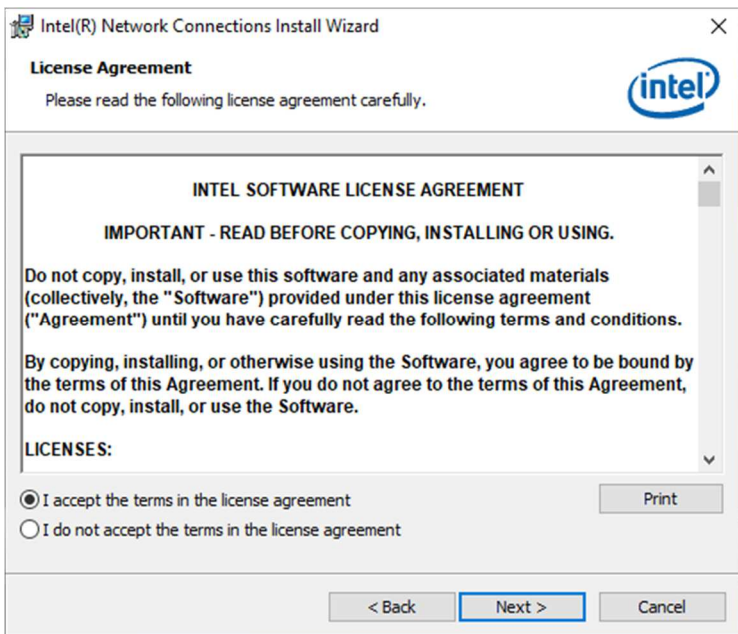 Intel(R) Network Connections Install Wizard
License Agreement
Please read the following license agreement carefully.
intel
INTEL SOFTWARE LICENSE AGREEMENT
IMPORTANT - READ BEFORE COPYING, INSTALLING OR USING.
Do not copy, install, or use this software and any associated materials
(collectively, the "Software") provided under this license agreement
("Agreement") until you have carefully read the following terms and conditions.
By copying, installing, or otherwise using the Software, you agree to be bound by
the terms of this Agreement. If you do not agree to the terms of this Agreement,
do not copy, install, or use the Software.
LICENSES:
I accept the terms in the license agreement
Print
I do not accept the terms in the license agreement
< Back
Next >
Cancel